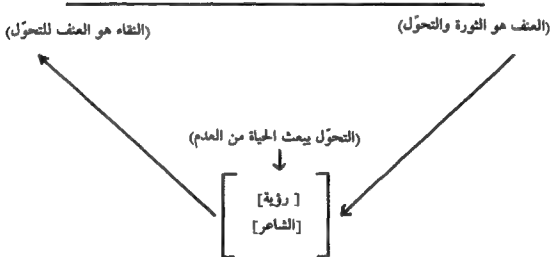 (العنف هو الثورة والتحوّل)
(النقاء هو العنف للتحوّل)
(التحوّل يبعث الحياة من العدم)
[رؤية ]
[الشاعر]